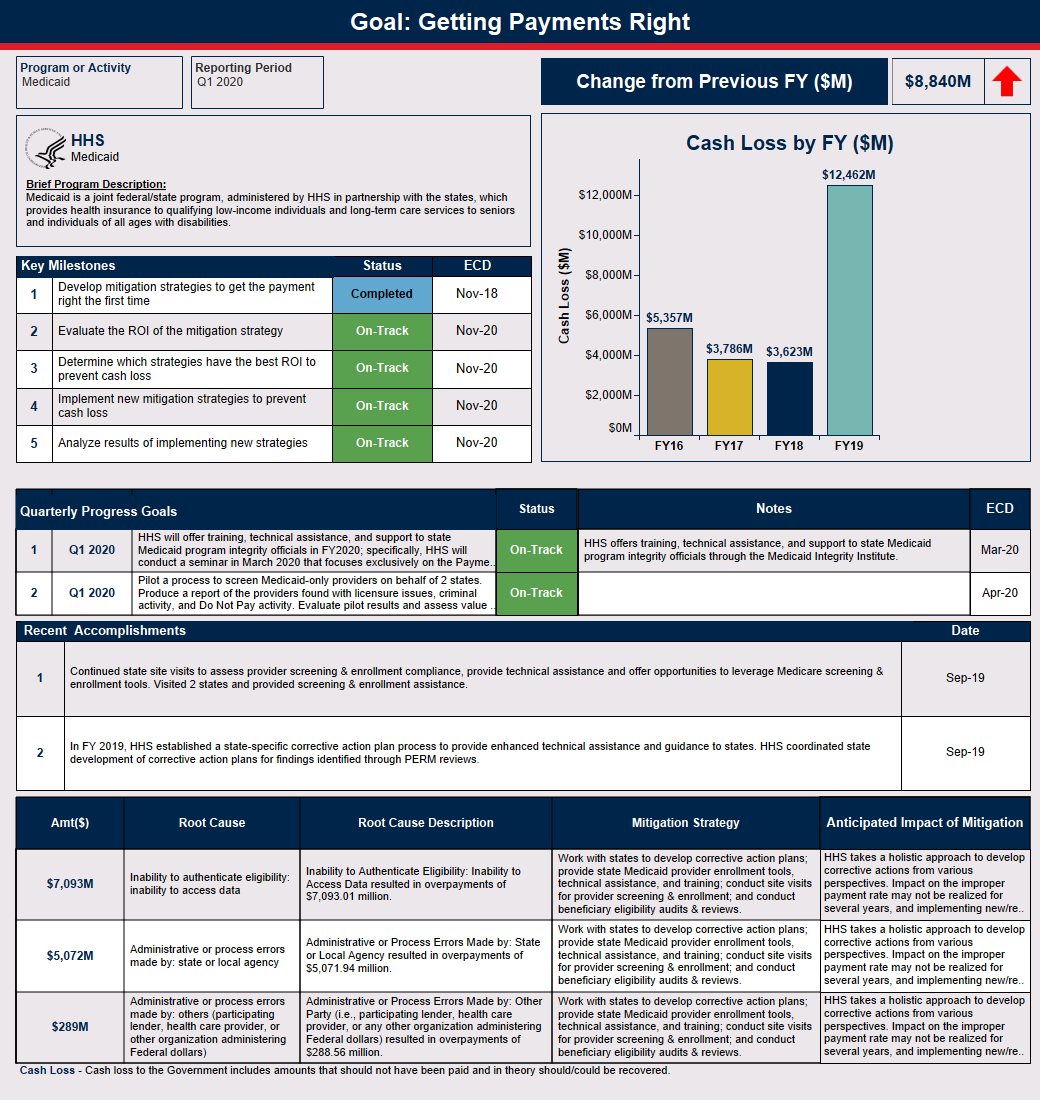 Goal: Getting Payments Right
Program or Activity
Medicaid
Reporting Period
Q1 2020
Change from Previous FY ($M)
$8,840M
HHS
Medicaid
Brief Program Description:
Medicaid is a joint federal/state program, administered by HHS in partnership with the states, which
provides health insurance to qualifying low-income individuals and long-term care services to seniors
and individuals of all ages with disabilities.
Cash Loss by FY ($M)
Cash Loss ($M)
$12,000M
$10,000M
$8,000M
$6,000M
$4,000M
$2,000M
$0M
$5,357M
$3,786M
$3,623M
$12,462M
FY16
FY17
FY18
FY19
Key Milestones
Status
ECD
1
Develop mitigation strategies to get the payment
right the first time
Completed
Nov-18
2
Evaluate the ROI of the mitigation strategy
On-Track
Nov-20
3
Determine which strategies have the best ROI to
prevent cash loss
On-Track
Nov-20
4
Implement new mitigation strategies to prevent
cash loss
On-Track
Nov-20
5
Analyze results of implementing new strategies
On-Track
Nov-20
Quarterly Progress Goals
Status
Notes
ECD
1
Q1 2020
HHS will offer training, technical assistance, and support to state
Medicaid program integrity officials in FY2020; specifically, HHS will
conduct a seminar in March 2020 that focuses exclusively on the Payme..
On-Track
HHS offers training, technical assistance, and support to state Medicaid
program integrity officials through the Medicaid Integrity Institute.
Mar-20
2
Q1 2020
Pilot a process to screen Medicaid-only providers on behalf of 2 states.
Produce a report of the providers found with licensure issues, criminal
activity, and Do Not Pay activity. Evaluate pilot results and assess value ..
On-Track
Apr-20
Recent Accomplishments
Date
1
Continued state site visits to assess provider screening & enrollment compliance, provide technical assistance and offer opportunities to leverage Medicare screening &
enrollment tools. Visited 2 states and provided screening & enrollment assistance.
Sep-19
2
In FY 2019, HHS established a state-specific corrective action plan process to provide enhanced technical assistance and guidance to states. HHS coordinated state
development of corrective action plans for findings identified through PERM reviews.
Sep-19
Amt($)
Root Cause
Root Cause Description
Mitigation Strategy
Anticipated Impact of Mitigation
$7,093M
Inability to authenticate eligibility:
inability to access data
Inability to Authenticate Eligibility: Inability to
Access Data resulted in overpayments of
$7,093.01 million.
Work with states to develop corrective action plans;
provide state Medicaid provider enrollment tools,
technical assistance, and training; conduct site visits
for provider screening & enrollment; and conduct
beneficiary eligibility audits & reviews.
HHS takes a holistic approach to develop
corrective actions from various
perspectives. Impact on the improper
payment rate may not be realized for
several years, and implementing new/re..
$5,072M
Administrative or process errors
made by: state or local agency
Administrative or Process Errors Made by: State
or Local Agency resulted in overpayments of
$5,071.94 million.
Work with states to develop corrective action plans;
provide state Medicaid provider enrollment tools,
technical assistance, and training; conduct site visits
for provider screening & enrollment; and conduct
beneficiary eligibility audits & reviews.
HHS takes a holistic approach to develop
corrective actions from various
perspectives. Impact on the improper
payment rate may not be realized for
several years, and implementing new/re..
$289M
Administrative or process errors
made by: others (participating
lender, health care provider, or
other organization administering
Federal dollars)
Administrative or Process Errors Made by: Other
Party (i.e., participating lender, health care
provider, or any other organization administering
Federal dollars) resulted in overpayments of
$288.56 million.
Work with states to develop corrective action plans;
provide state Medicaid provider enrollment tools,
technical assistance, and training; conduct site visits
for provider screening & enrollment; and conduct
beneficiary eligibility audits & reviews.
HHS takes a holistic approach to develop
corrective actions from various
perspectives. Impact on the improper
payment rate may not be realized for
several years, and implementing new/re..
Cash Loss - Cash loss to the Government includes amounts that should not have been paid and in theory should/could be recovered.